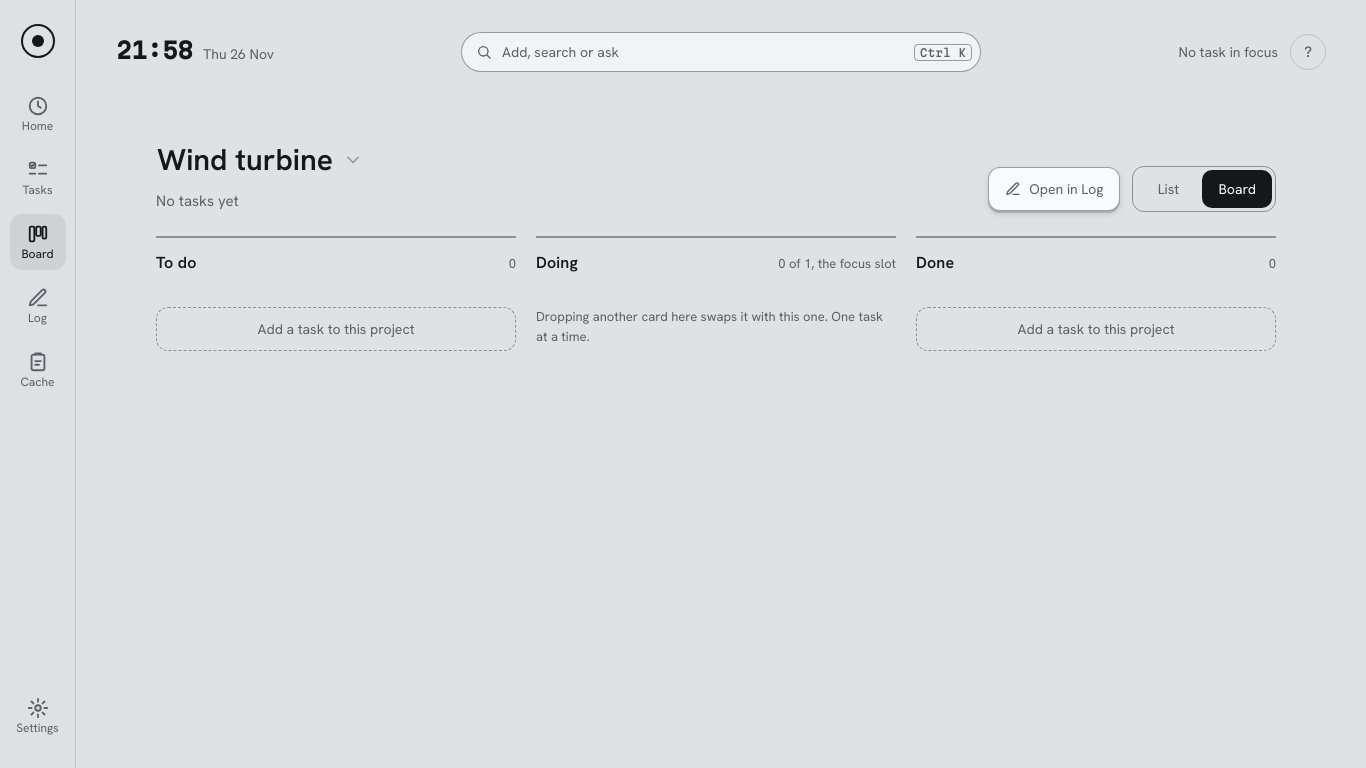 21:58 Thu 26 Nov
Add, search or ask
Ctrl K
No task in focus
?
Home
Tasks
Board
Log
Cache
Settings
Wind turbine
No tasks yet
Open in Log
List
Board
To do
0
Add a task to this project
Doing
0 of 1, the focus slot
Dropping another card here swaps it with this one. One task
at a time.
Done
0
Add a task to this project